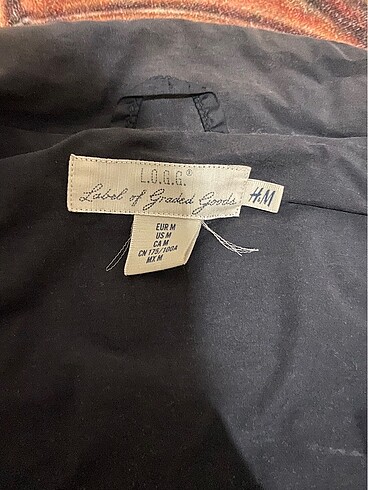 L.O.G.G.®
Label of Graded Goods
H&M
EUR M
US M
CA M
CN 175/100A
MX M